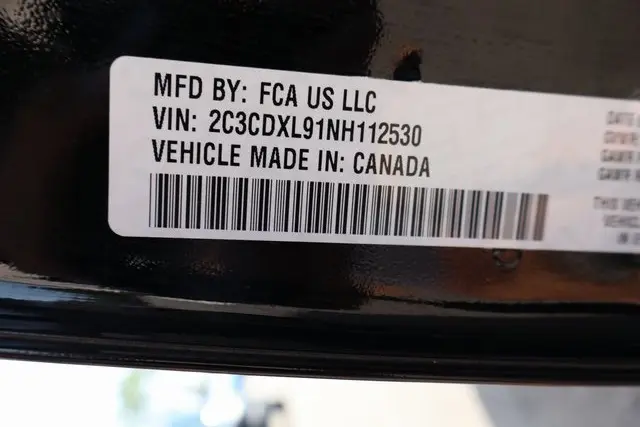 MFD BY: FCA US LLC
VIN: 2C3CDXL91NH112530
VEHICLE MADE IN: CANADA